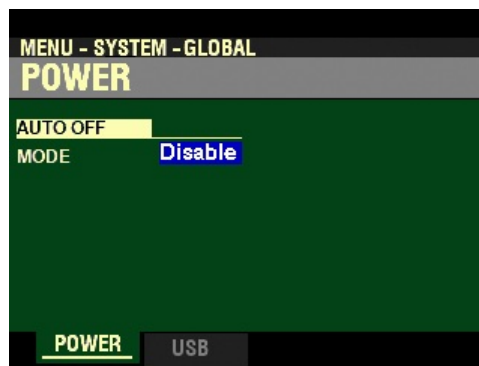 MENU - SYSTEM - GLOBAL
POWER
AUTO OFF
MODE Disable
POWER USB